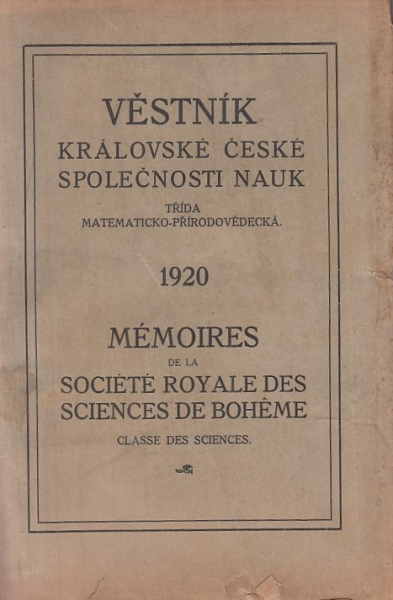 VĚSTNÍK
KRÁLOVSKÉ ČESKÉ
SPOLEČNOSTI NAUK
TŘÍDA
MATEMATICKO-PŘÍRODOVĚDECKÁ.
1920
MÉMOIRES
DE LA
SOCIÉTÉ ROYALE DES
SCIENCES DE BOHÊME
CLASSE DES SCIENCES.